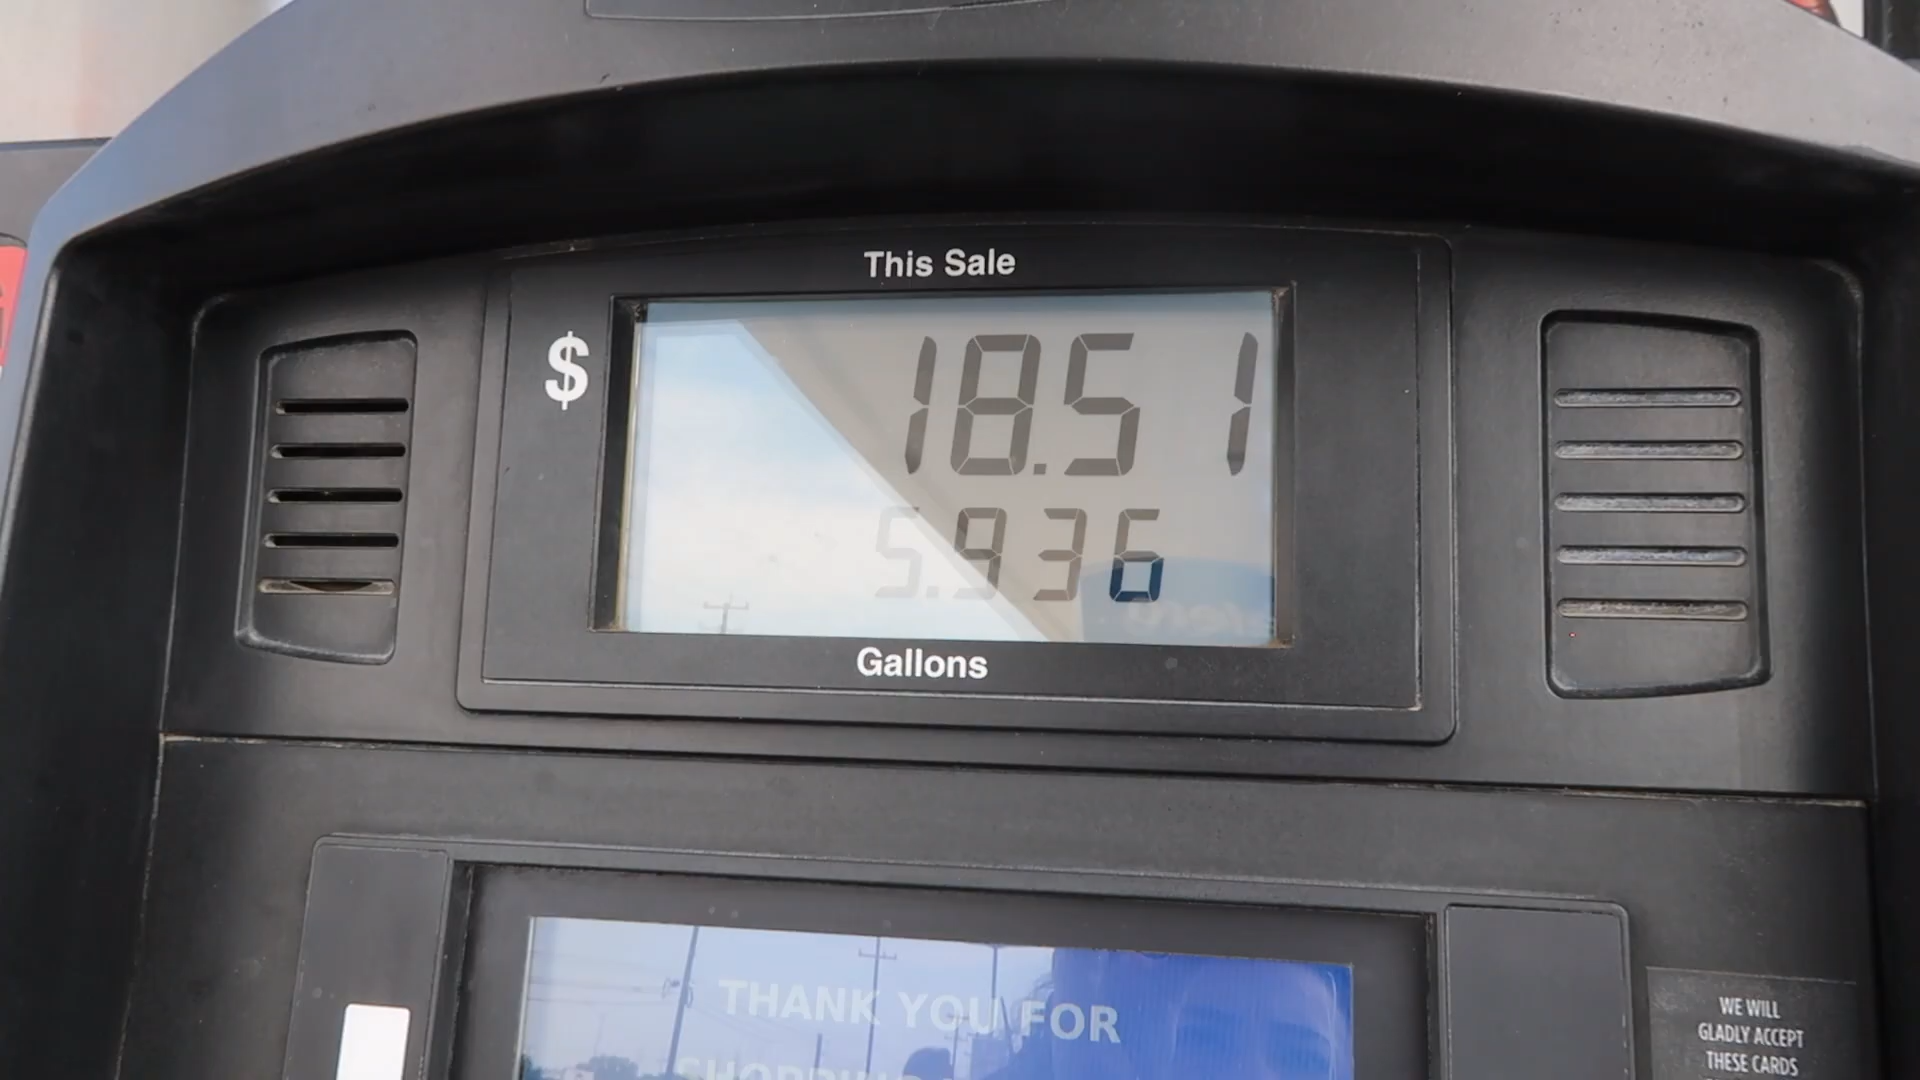 This Sale
$ 18.51
5.936
Gallons
THANK YOU FOR
WE WILL
GLADLY ACCEPT
THESE CARDS